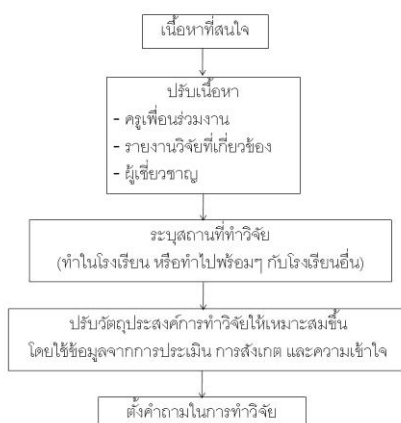 เนื้อหาที่สนใจ
ปรับเนื้อหา
- ครูเพื่อนร่วมงาน
- รายงานวิจัยที่เกี่ยวข้อง
- ผู้เชี่ยวชาญ
ระบุสถานที่ทำวิจัย
(ทำในโรงเรียน หรือทำไปพร้อมๆ กับโรงเรียนอื่น)
ปรับวัตถุประสงค์การทำวิจัยให้เหมาะสมขึ้น
โดยใช้ข้อมูลจากการประเมิน การสังเกต และความเข้าใจ
ตั้งคำถามในการทำวิจัย